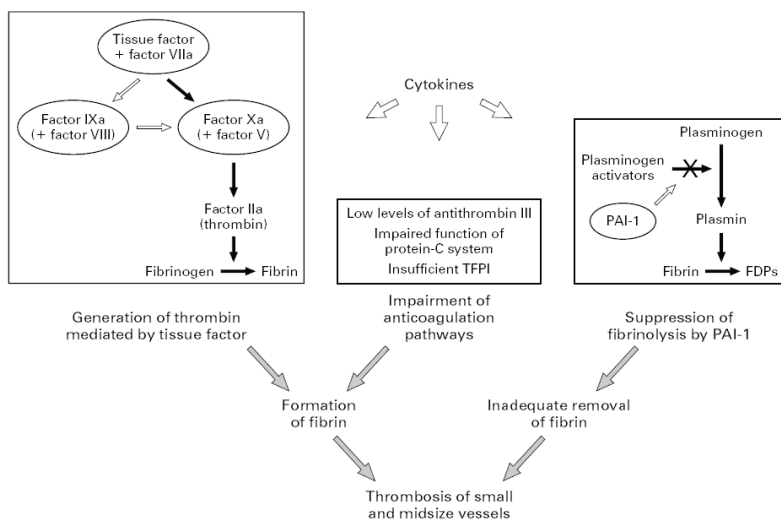 Tissue factor
+ factor VIIa
Factor IXa
(+ factor VIII)
Factor Xa
(+ factor V)
Factor IIa
(thrombin)
Fibrinogen
Fibrin
Generation of thrombin
mediated by tissue factor
Cytokines
Low levels of antithrombin III
Impaired function of
protein-C system
Insufficient TFPI
Impairment of
anticoagulation
pathways
Plasminogen
Plasminogen
activators
PAI-1
Plasmin
Fibrin
FDPs
Suppression of
fibrinolysis by PAI-1
Formation
of fibrin
Inadequate removal
of fibrin
Thrombosis of small
and midsize vessels